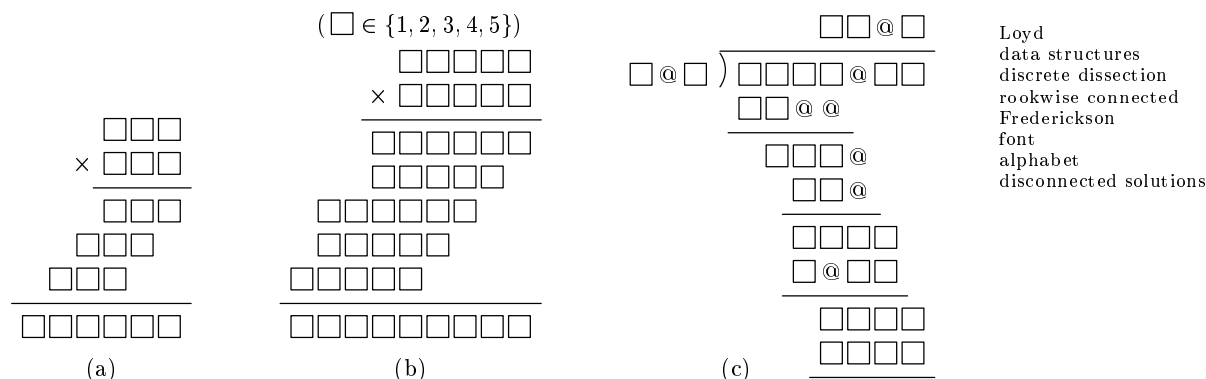 ( □ ∈ {1, 2, 3, 4, 5})
□□□
× □□□
□□□
□□□
□□□
□□□□□□
(a)
□□□□□
× □□□□□
□□□□□□
□□□□□
□□□□□□
□□□□□
□□□□□
□□□□□□□□□
(b)
□□@□
□@□ ) □□□□@□□
□□@@
□□□@
□□@
□□□□
□@□□
□□□□
□□□□
(c)
Loyd
data structures
discrete dissection
rookwise connected
Frederickson
font
alphabet
disconnected solutions